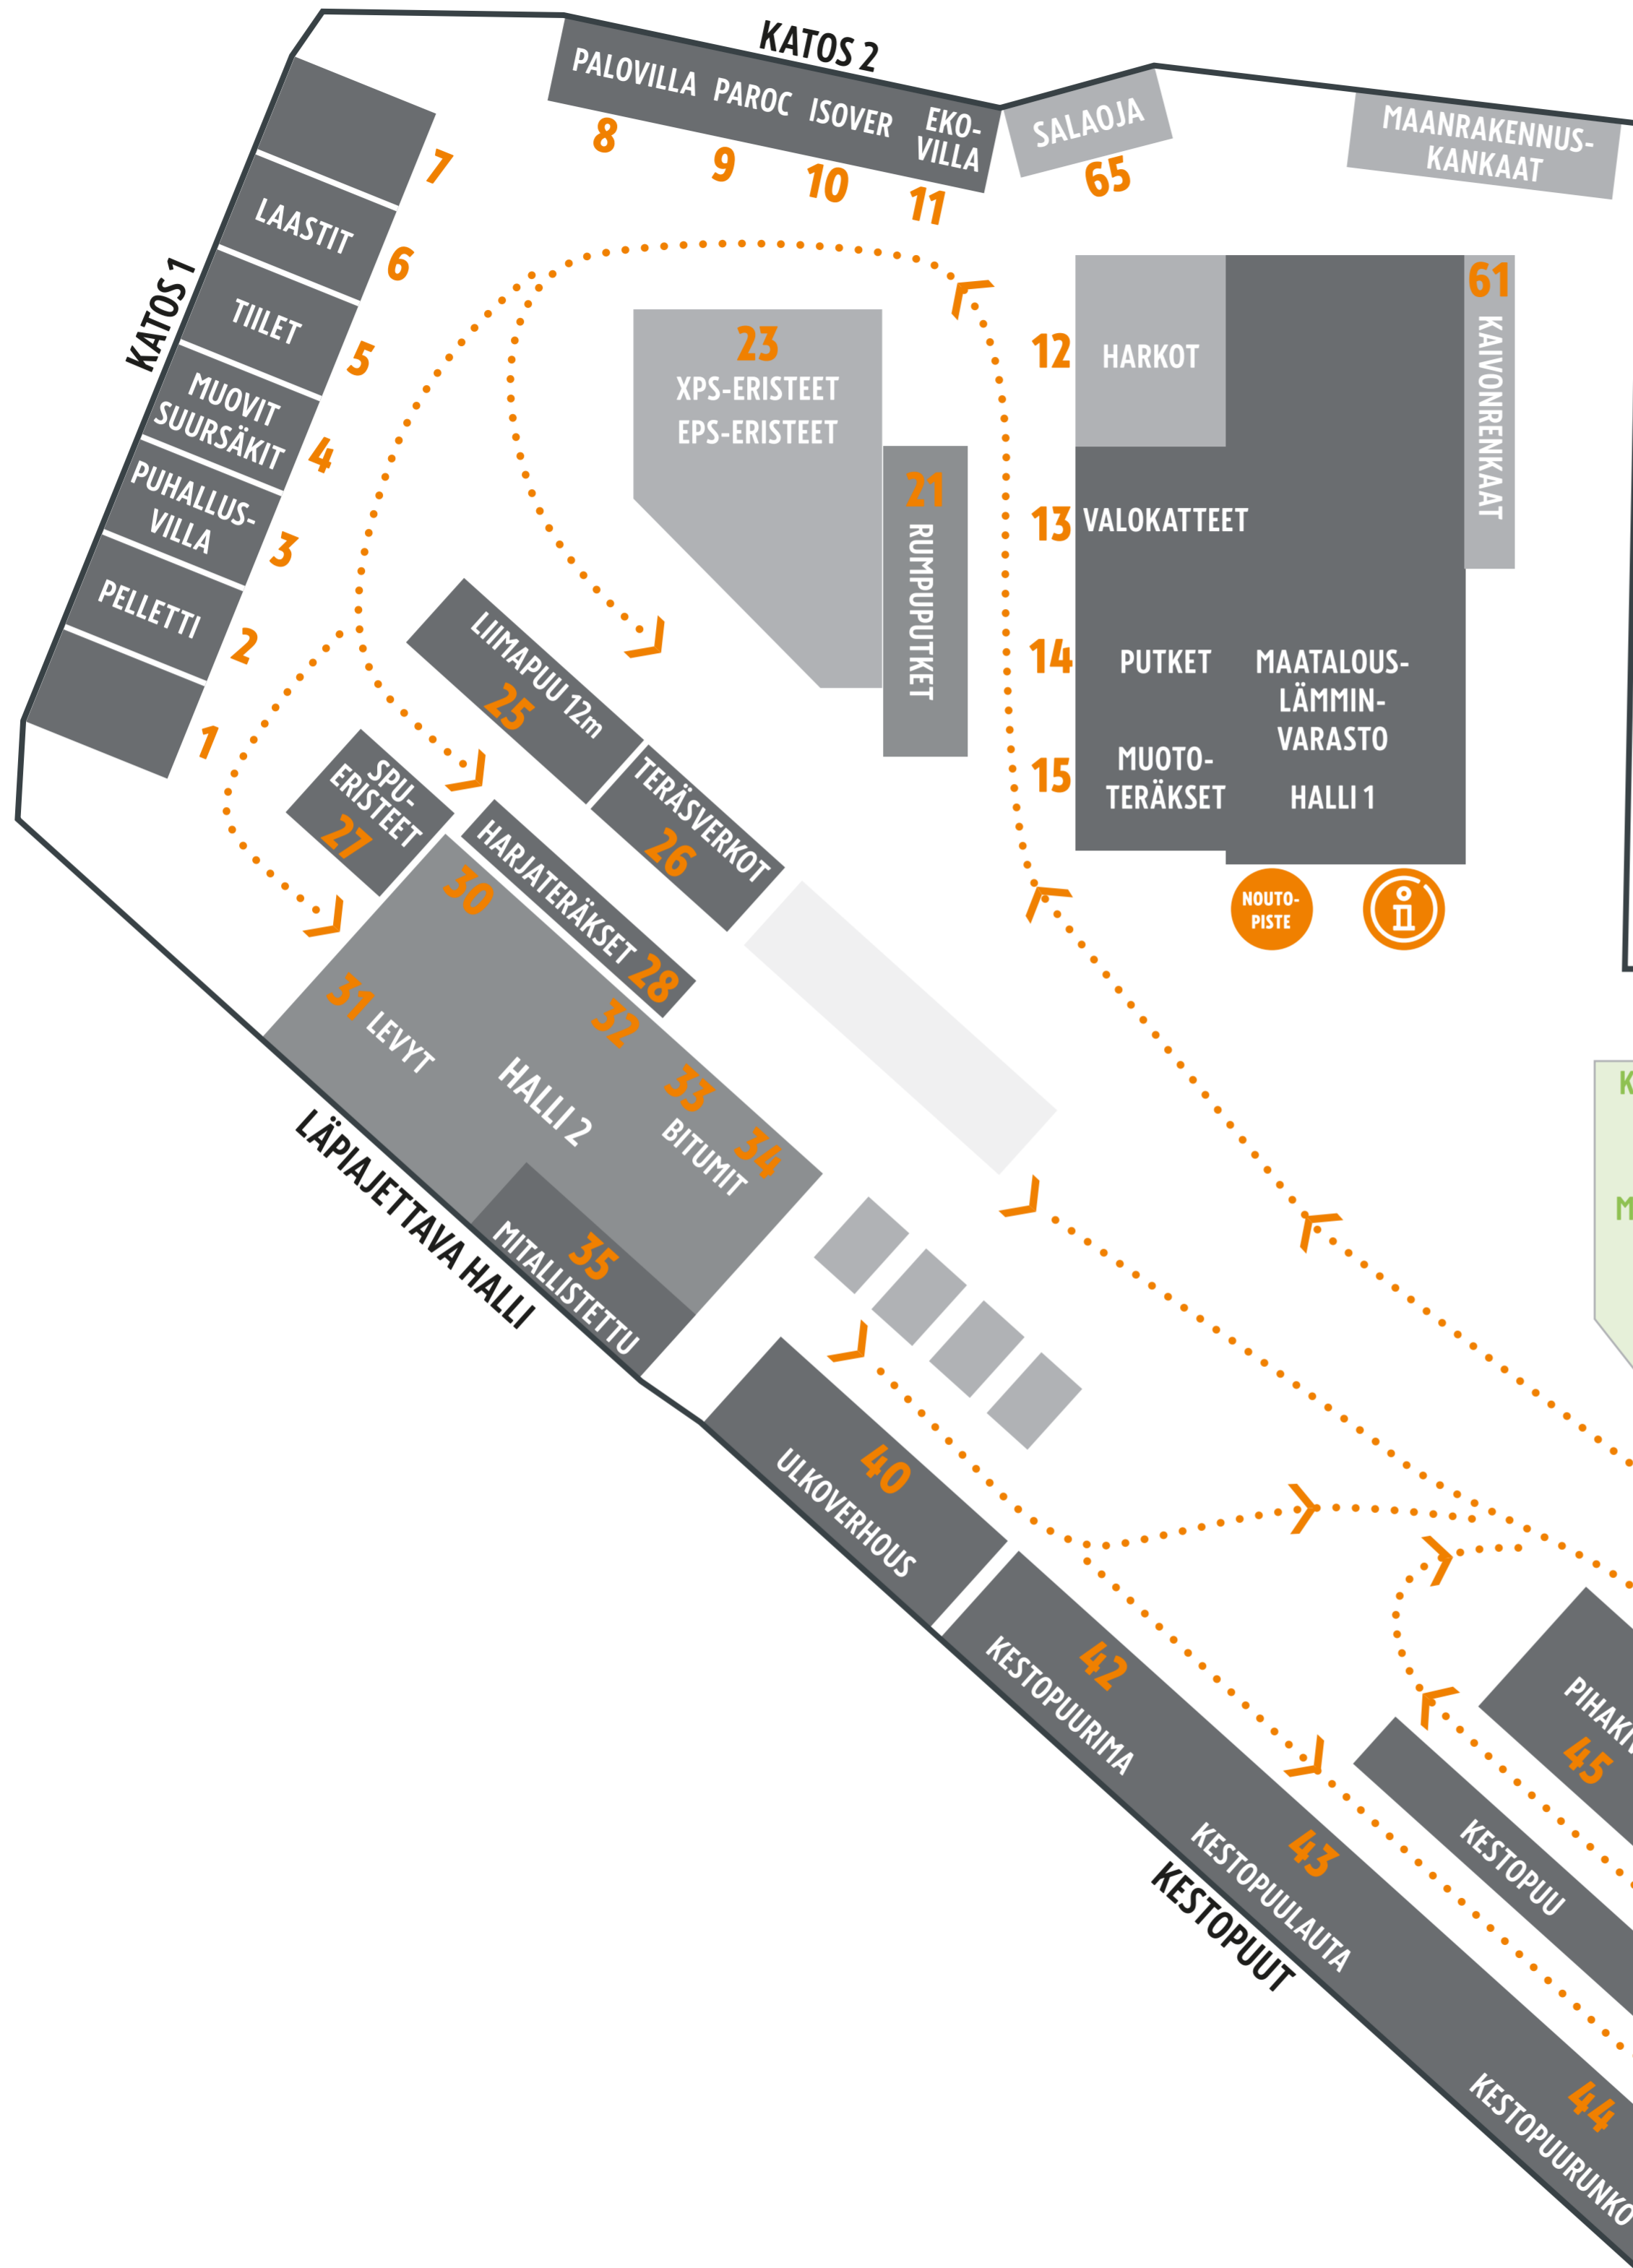 KATOS 2
PALOVILLA
PAROC
ISOVER
EKO-
VILLA
8
9
10
11
SALAOJA
65
MAANRAKENNUS-
KANKAAT
KATOS 1
7
LAASTIT
6
TIILET
5
MUOVIT
SUURSÄKIT
4
PUHALLUS-
VILLA
3
PELLETTI
2
1
23
XPS-ERISTEET
EPS-ERISTEET
21
RUMPUPUTKET
12
HARKOT
61
KAIVONRENKAAT
13
VALOKATTEET
14
PUTKET
MAATALOUS-
LÄMMIN-
VARASTO
HALLI 1
15
MUOTO-
TERÄKSET
NOUTO-
PISTE
i
LIIMAPUU 12m
25
TERÄSVERKOT
26
SPU-
ERISTEET
27
HARJATERÄKSET 28
30
31 LEVYT
HALLI 2
32
33
BITUMIT
34
35
MITALLISTETTU
LÄPIAJETTAVA HALLI
K
M
40
ULKOVERHOUS
42
KESTOPUURIMA
43
KESTOPUULAUTA
KESTOPUUT
44
KESTOPUURUNKO
PIHAKIV
45
KESTOPUU